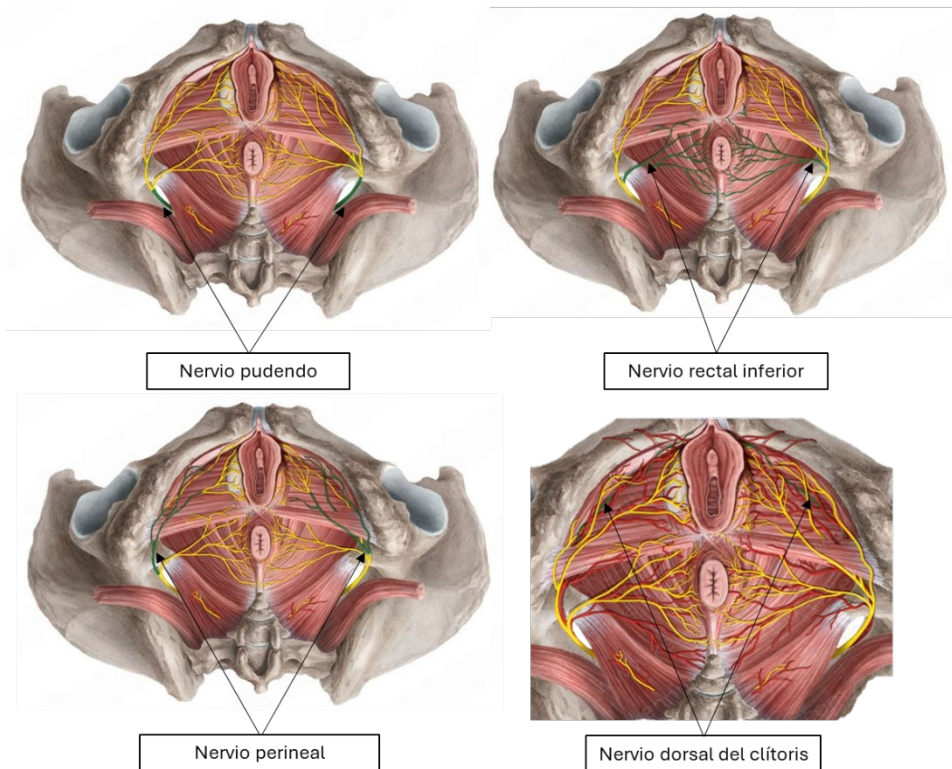 Nervio pudendo
Nervio rectal inferior
Nervio perineal
Nervio dorsal del clítoris